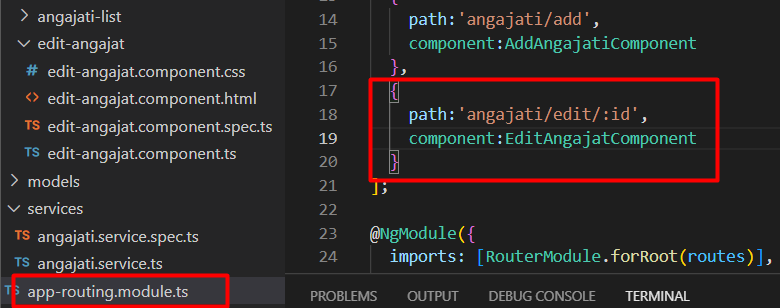 angajati-list
edit-angajat
edit-angajat.component.css
<> edit-angajat.component.html
TS edit-angajat.component.spec.ts
TS edit-angajat.component.ts
models
services
TS angajati.service.spec.ts
TS angajati.service.ts
TS app-routing.module.ts
14 path:'angajati/add',
15 component:AddAngajatiComponent
16 },
17 {
18 path:'angajati/edit/:id',
19 component:EditAngajatComponent
20 }
21 ];
22
23 @NgModule({
24 imports: [RouterModule.forRoot(routes)],
PROBLEMS OUTPUT DEBUG CONSOLE TERMINAL